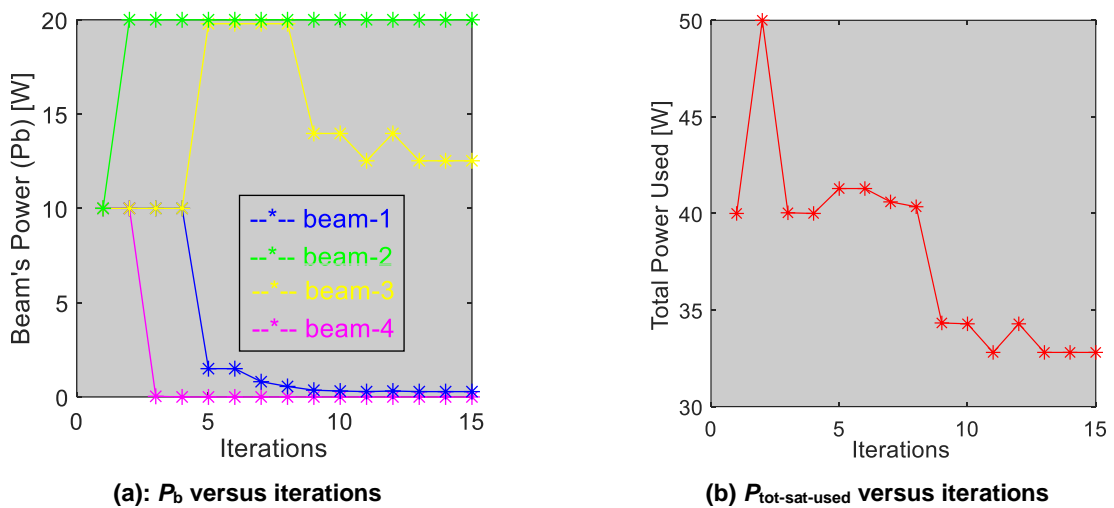 20
15
10
5
0
0
5
10
15
Beam's Power (Pb) [W]
Iterations
--*-- beam-1
--*-- beam-2
--*-- beam-3
--*-- beam-4
(a): Pb versus iterations
50
45
40
35
30
0
5
10
15
Total Power Used [W]
Iterations
(b) Ptot-sat-used versus iterations